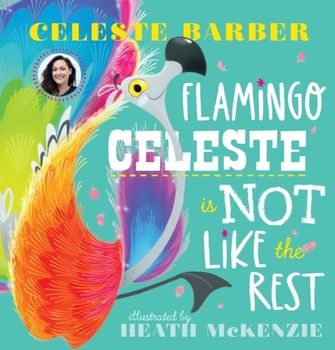 CELESTE BARBER
FLAMINGO
CELESTE
is NOT
LiKE the
REST
illustrated by
HEATH McKENZIE